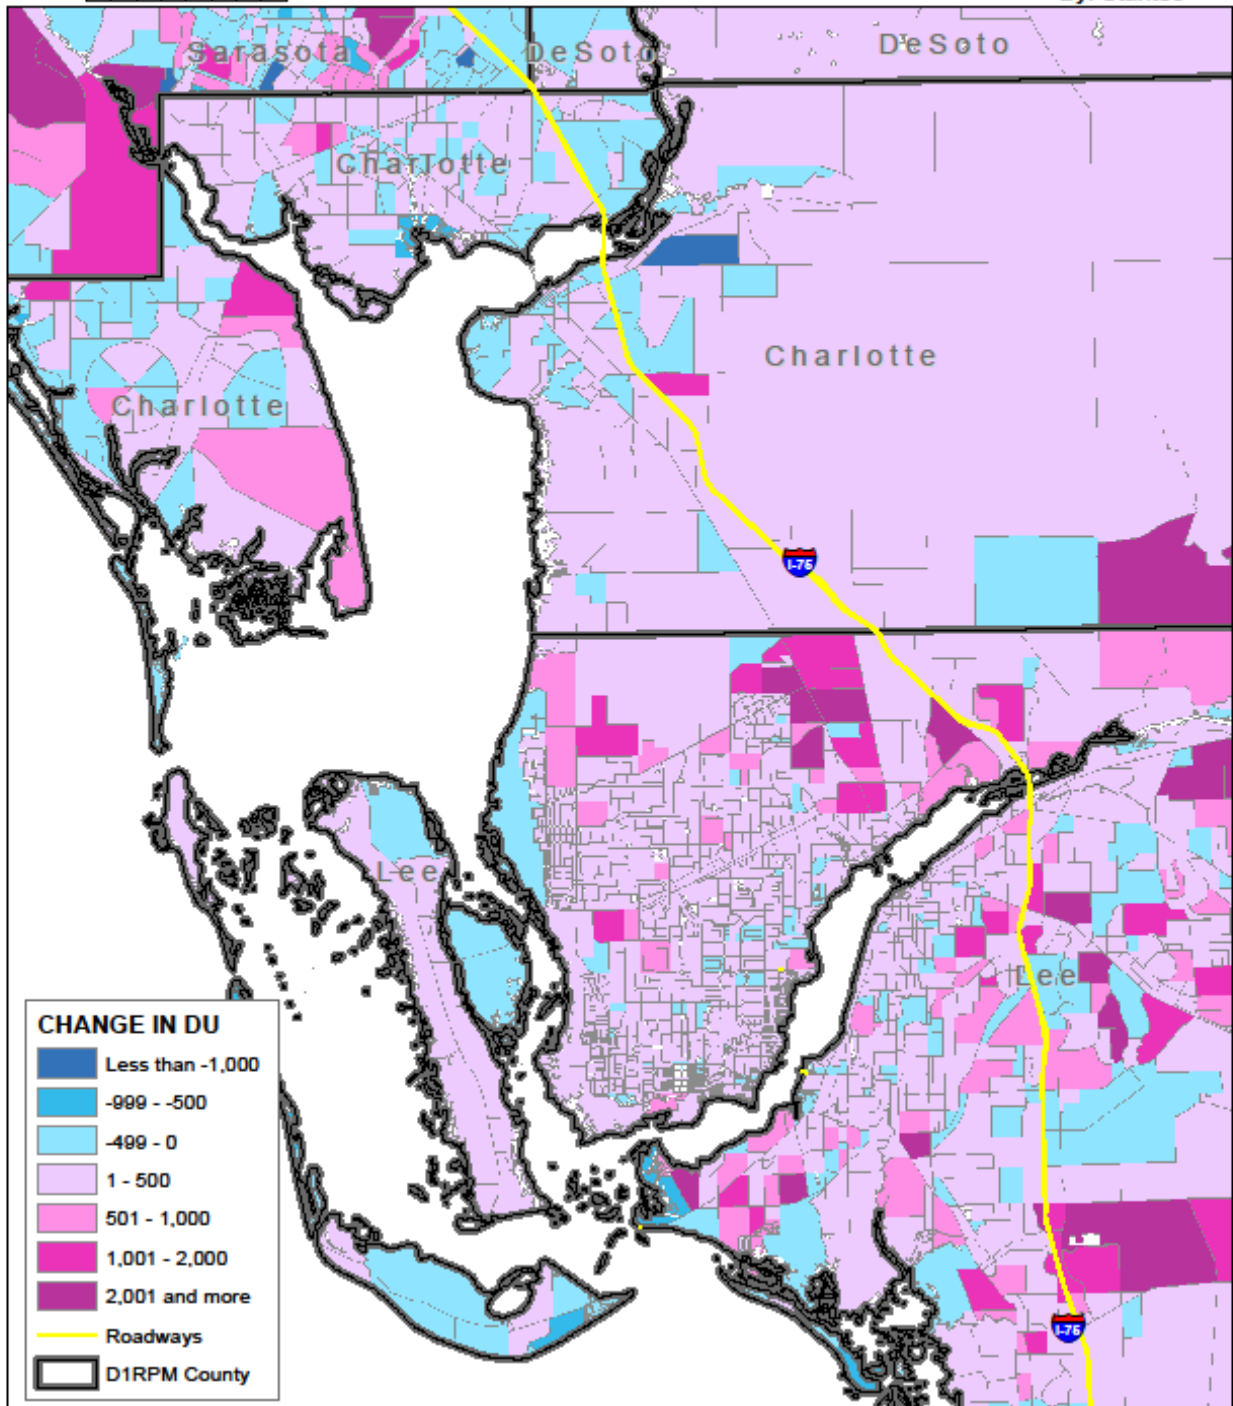 Sarasota
DeSoto
DeSoto
Charlotte
Charlotte
Charlotte
I-75
Lee
Lee
CHANGE IN DU
Less than -1,000
-999 - -500
-499 - 0
1 - 500
501 - 1,000
1,001 - 2,000
2,001 and more
Roadways
D1RPM County
I-75